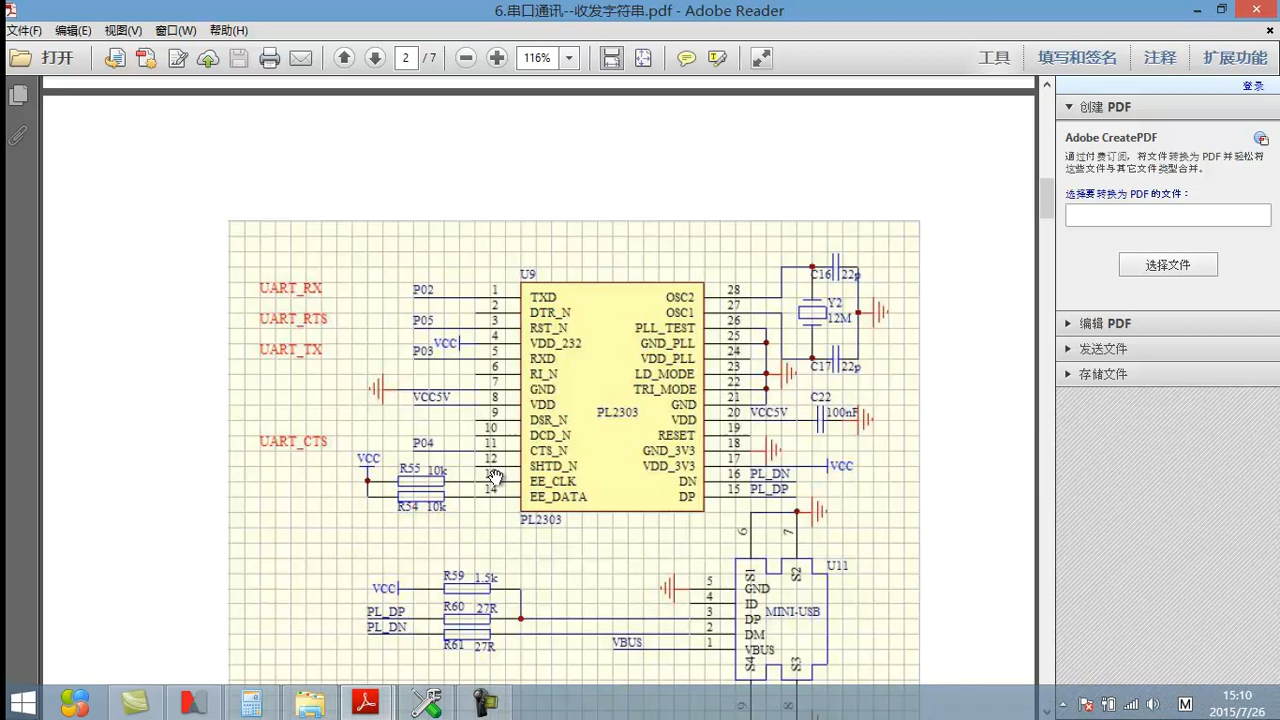 6.串口通讯--收发字符串.pdf - Adobe Reader
文件(F) 编辑(E) 视图(V) 窗口(W) 帮助(H)
打开 2 / 7 116% 工具 填写和签名 注释 扩展功能
登录
创建 PDF
Adobe CreatePDF
通过付费订阅，将文件转换为 PDF 并轻松将
这些文件与其它文件类型合并。
选择要转换为 PDF 的文件：
选择文件
编辑 PDF
发送文件
存储文件
UART_RX
UART_RTS
UART_TX
UART_CTS
P02
P05
VCC
P03
VCC5V
P04
VCC
R55 10k
R54 10k
U9
1 TXD
2 DTR_N
3 RST_N
4 VDD_232
5 RXD
6 RI_N
7 GND
8 VDD
9 DSR_N
10 DCD_N
11 CTS_N
12 SHTD_N
EE_CLK
14 EE_DATA
PL2303
PL2303
OSC2 28
OSC1 27
PLL_TEST 26
GND_PLL 25
VDD_PLL 24
LD_MODE 23
TRI_MODE 22
GND 21
VDD 20
RESET 19
GND_3V3 18
VDD_3V3 17
DN 16
DP 15
C16 22p
Y2
12M
C17 22p
C22
VCC5V 100nF
VCC
PL_DN
PL_DP
VCC R59 1.5k
PL_DP R60 27R
PL_DN R61 27R
VBUS
6 7
U11
S1 S2
5 GND
4 ID
3 DP
2 DM
1 VBUS
MINI-USB
S4 S3
9 8
15:10
2015/7/26